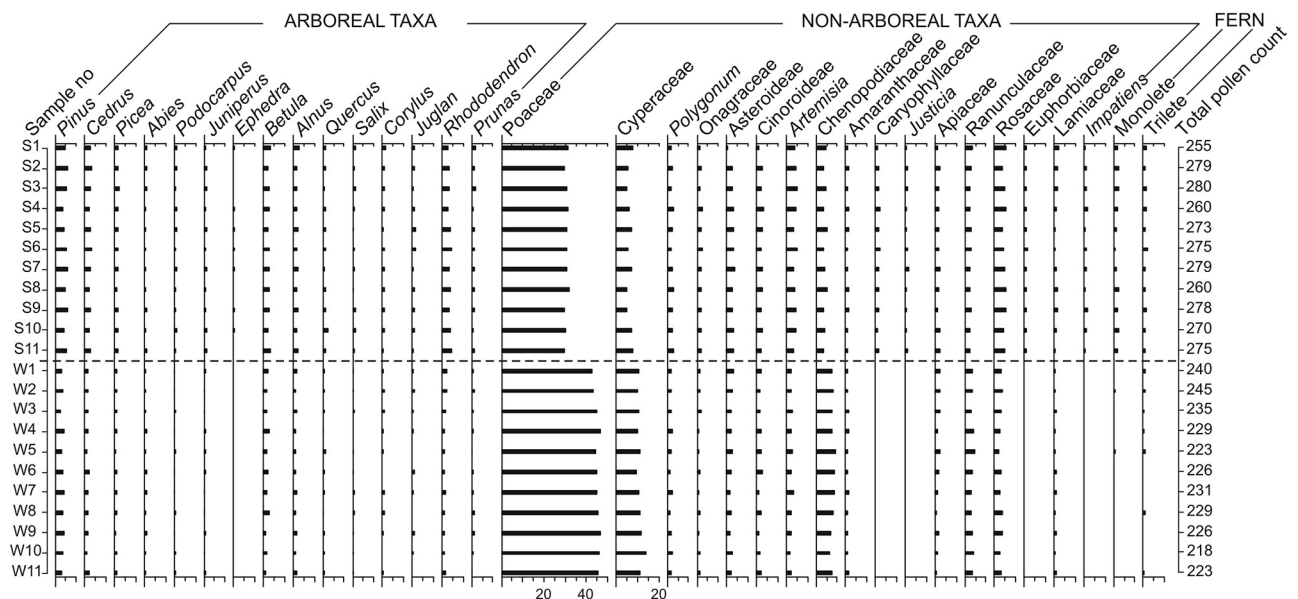 ARBOREAL TAXA
NON-ARBOREAL TAXA
FERN
Sample no
Pinus
Cedrus
Picea
Abies
Podocarpus
Juniperus
Ephedra
Betula
Alnus
Quercus
Salix
Corylus
Juglan
Rhododendron
Prunas
Poaceae
Cyperaceae
Polygonum
Onagraceae
Asteroideae
Cinoroideae
Artemisia
Chenopodiaceae
Amaranthaceae
Caryophyllaceae
Justicia
Apiaceae
Ranunculaceae
Rosaceae
Euphorbiaceae
Lamiaceae
Impatiens
Monolete
Trilete
Total pollen count
S1 255
S2 279
S3 280
S4 260
S5 273
S6 275
S7 279
S8 260
S9 278
S10 270
S11 275
W1 240
W2 245
W3 235
W4 229
W5 223
W6 226
W7 231
W8 229
W9 226
W10 218
W11 223
20 40 20